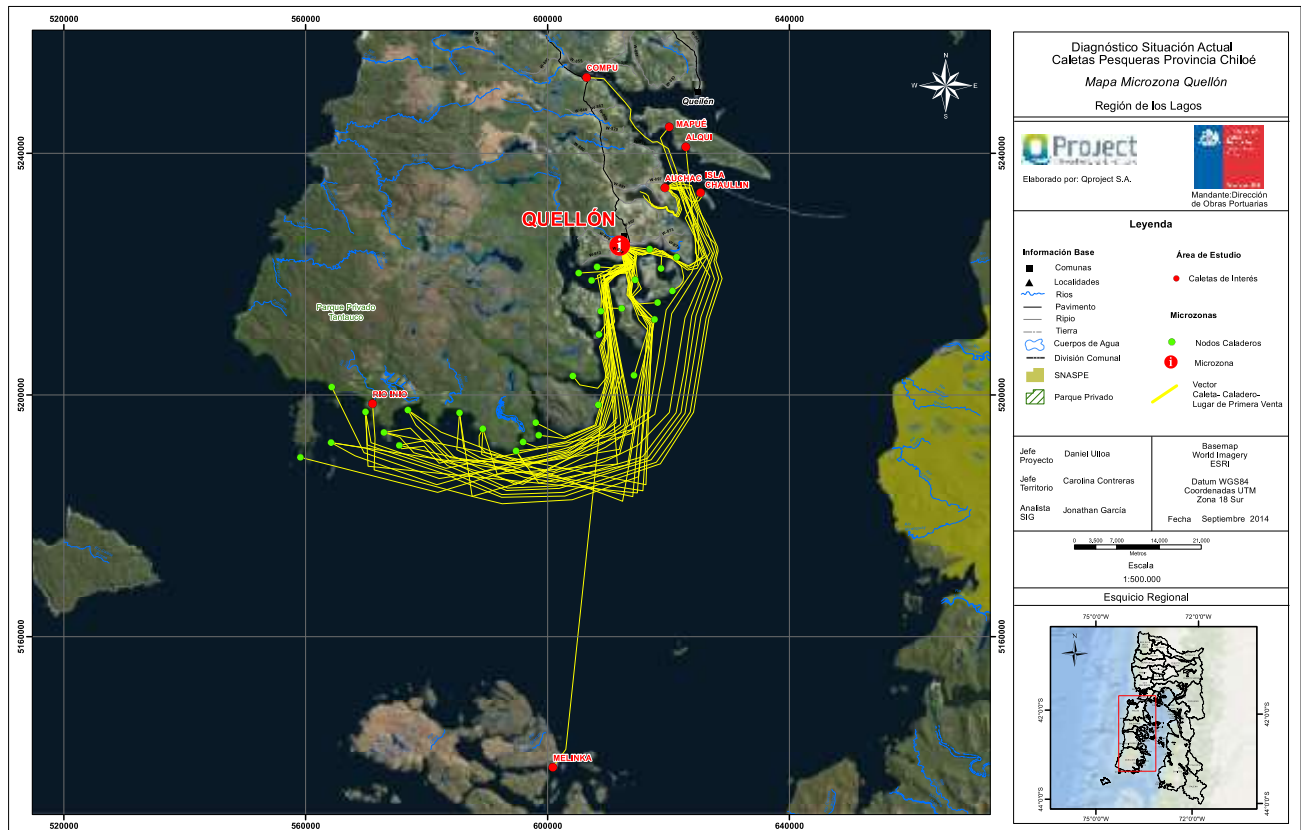 520000
560000
600000
640000
5240000
5200000
5160000
5240000
5200000
5160000
520000
560000
600000
640000
COMPU
Queilén
MAPUÉ
ALQUI
AUCHAC
ISLA
CHAULLIN
QUELLÓN
Parque Privado
Tantauco
RIO INIO
MELINKA
N
W
E
S
Diagnóstico Situación Actual
Caletas Pesqueras Provincia Chiloé
Mapa Microzona Quellón
Región de los Lagos
Project
Elaborado por: Qproject S.A.
Mandante:Dirección
de Obras Portuarias
Leyenda
Información Base
Comunas
Localidades
Rios
Pavimento
Ripio
Tierra
Cuerpos de Agua
División Comunal
SNASPE
Parque Privado
Área de Estudio
Caletas de Interés
Microzonas
Nodos Caladeros
Microzona
Vector
Caleta- Caladero-
Lugar de Primera Venta
Jefe
Proyecto
Daniel Ulloa
Jefe
Territorio
Carolina Contreras
Analista
SIG
Jonathan García
Basemap
World Imagery
ESRI
Datum WGS84
Coordenadas UTM
Zona 18 Sur
Fecha Septiembre 2014
0 3,500 7,000 14,000 21,000
Metros
Escala
1:500.000
Esquicio Regional
75°0'0"W
72°0'0"W
N
42°0'0"S
42°0'0"S
44°0'0"S
44°0'0"S
75°0'0"W
72°0'0"W